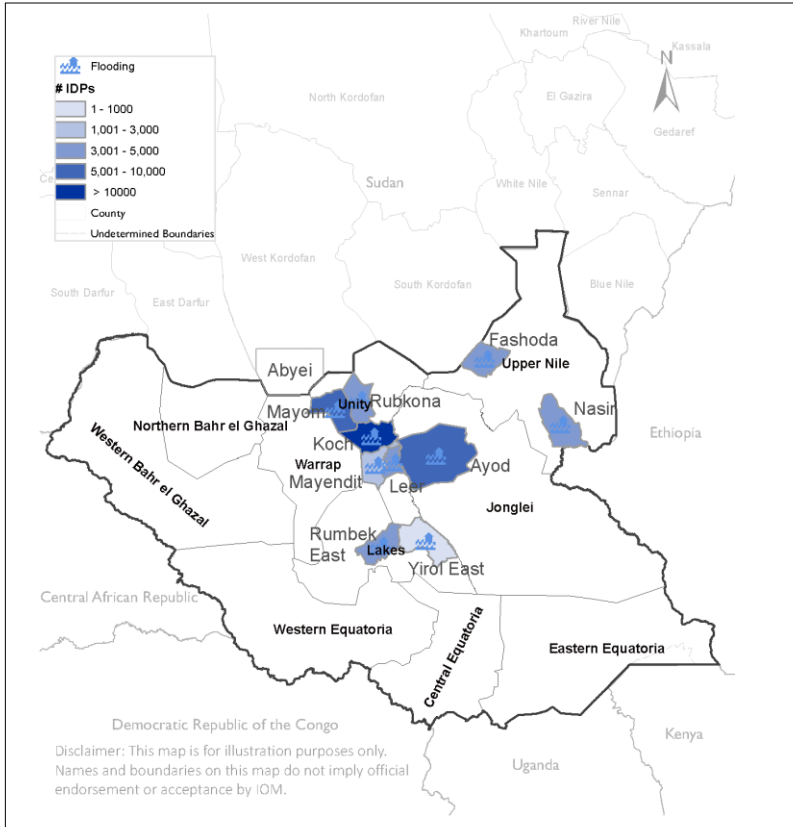 River Nile
Khartoum
Kassala
N
Flooding
# IDPs
1 - 1000
1,001 - 3,000
3,001 - 5,000
5,001 - 10,000
> 10000
County
Undetermined Boundaries
North Kordofan
El Gazira
Gedaref
Sudan
White Nile
Sennar
West Kordofan
South Kordofan
Blue Nile
South Darfur
East Darfur
Fashoda
Upper Nile
Abyei
Unity
Rubkona
Mayom
Nasir
Northern Bahr el Ghazal
Ethiopia
Koch
Western Bahr el Ghazal
Warrap
Mayendit
Leer
Ayod
Jonglei
Rumbek
East
Lakes
Yirol East
Central African Republic
Western Equatoria
Central Equatoria
Eastern Equatoria
Democratic Republic of the Congo
Kenya
Uganda
Disclaimer: This map is for illustration purposes only.
Names and boundaries on this map do not imply official
endorsement or acceptance by IOM.